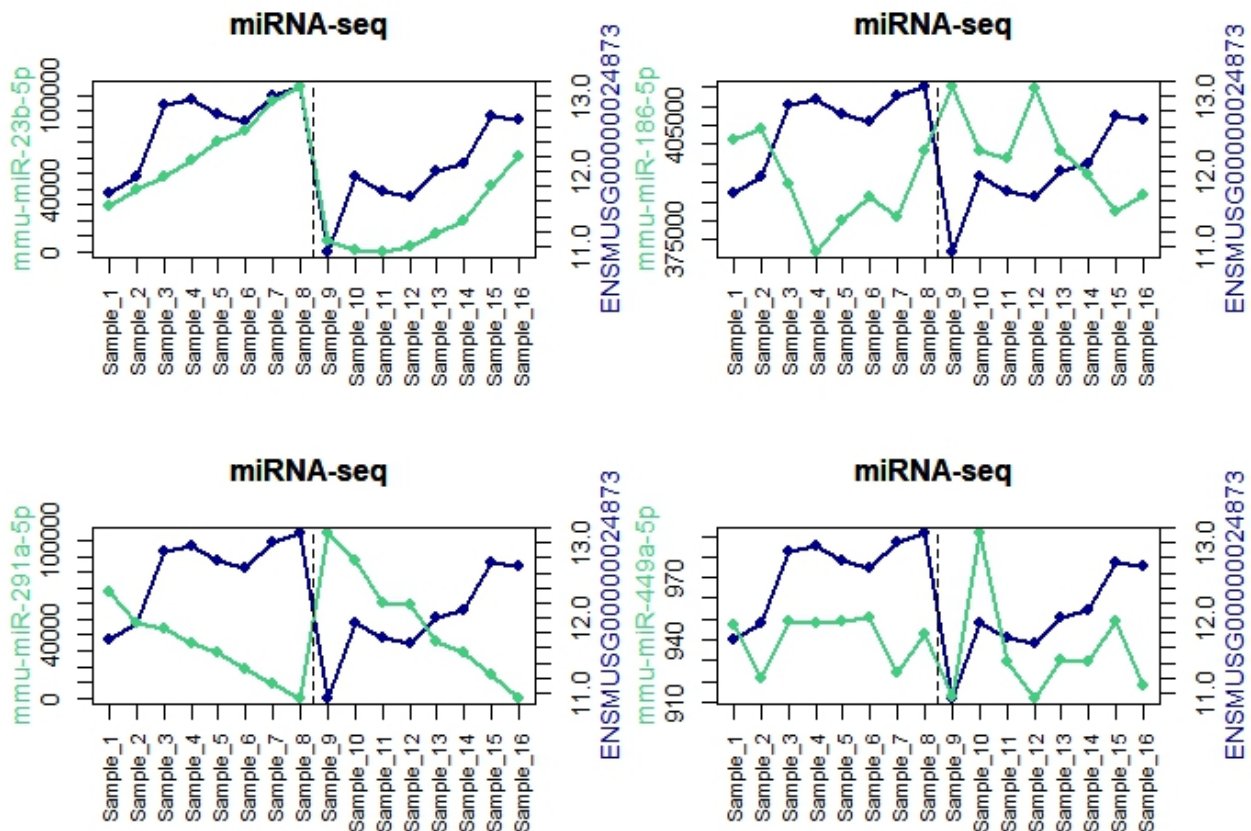 miRNA-seq
mmu-miR-23b-5p
0
40000
100000
11.0
12.0
13.0
ENSMUSG00000024873
Sample_1
Sample_2
Sample_3
Sample_4
Sample_5
Sample_6
Sample_7
Sample_8
Sample_9
Sample_10
Sample_11
Sample_12
Sample_13
Sample_14
Sample_15
Sample_16
miRNA-seq
mmu-miR-186-5p
375000
405000
11.0
12.0
13.0
ENSMUSG00000024873
Sample_1
Sample_2
Sample_3
Sample_4
Sample_5
Sample_6
Sample_7
Sample_8
Sample_9
Sample_10
Sample_11
Sample_12
Sample_13
Sample_14
Sample_15
Sample_16
miRNA-seq
mmu-miR-291a-5p
0
40000
100000
11.0
12.0
13.0
ENSMUSG00000024873
Sample_1
Sample_2
Sample_3
Sample_4
Sample_5
Sample_6
Sample_7
Sample_8
Sample_9
Sample_10
Sample_11
Sample_12
Sample_13
Sample_14
Sample_15
Sample_16
miRNA-seq
mmu-miR-449a-5p
910
940
970
11.0
12.0
13.0
ENSMUSG00000024873
Sample_1
Sample_2
Sample_3
Sample_4
Sample_5
Sample_6
Sample_7
Sample_8
Sample_9
Sample_10
Sample_11
Sample_12
Sample_13
Sample_14
Sample_15
Sample_16